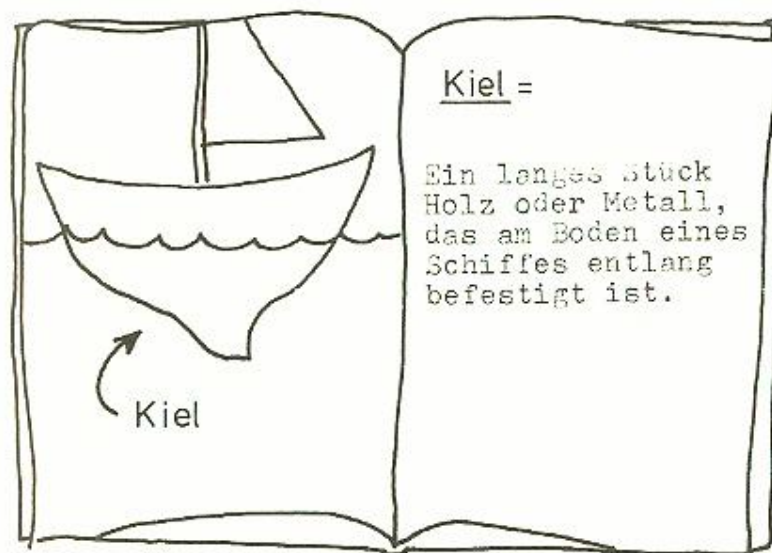 Kiel
Kiel =
Ein langes Stück
Holz oder Metall,
das am Boden eines
Schiffes entlang
befestigt ist.